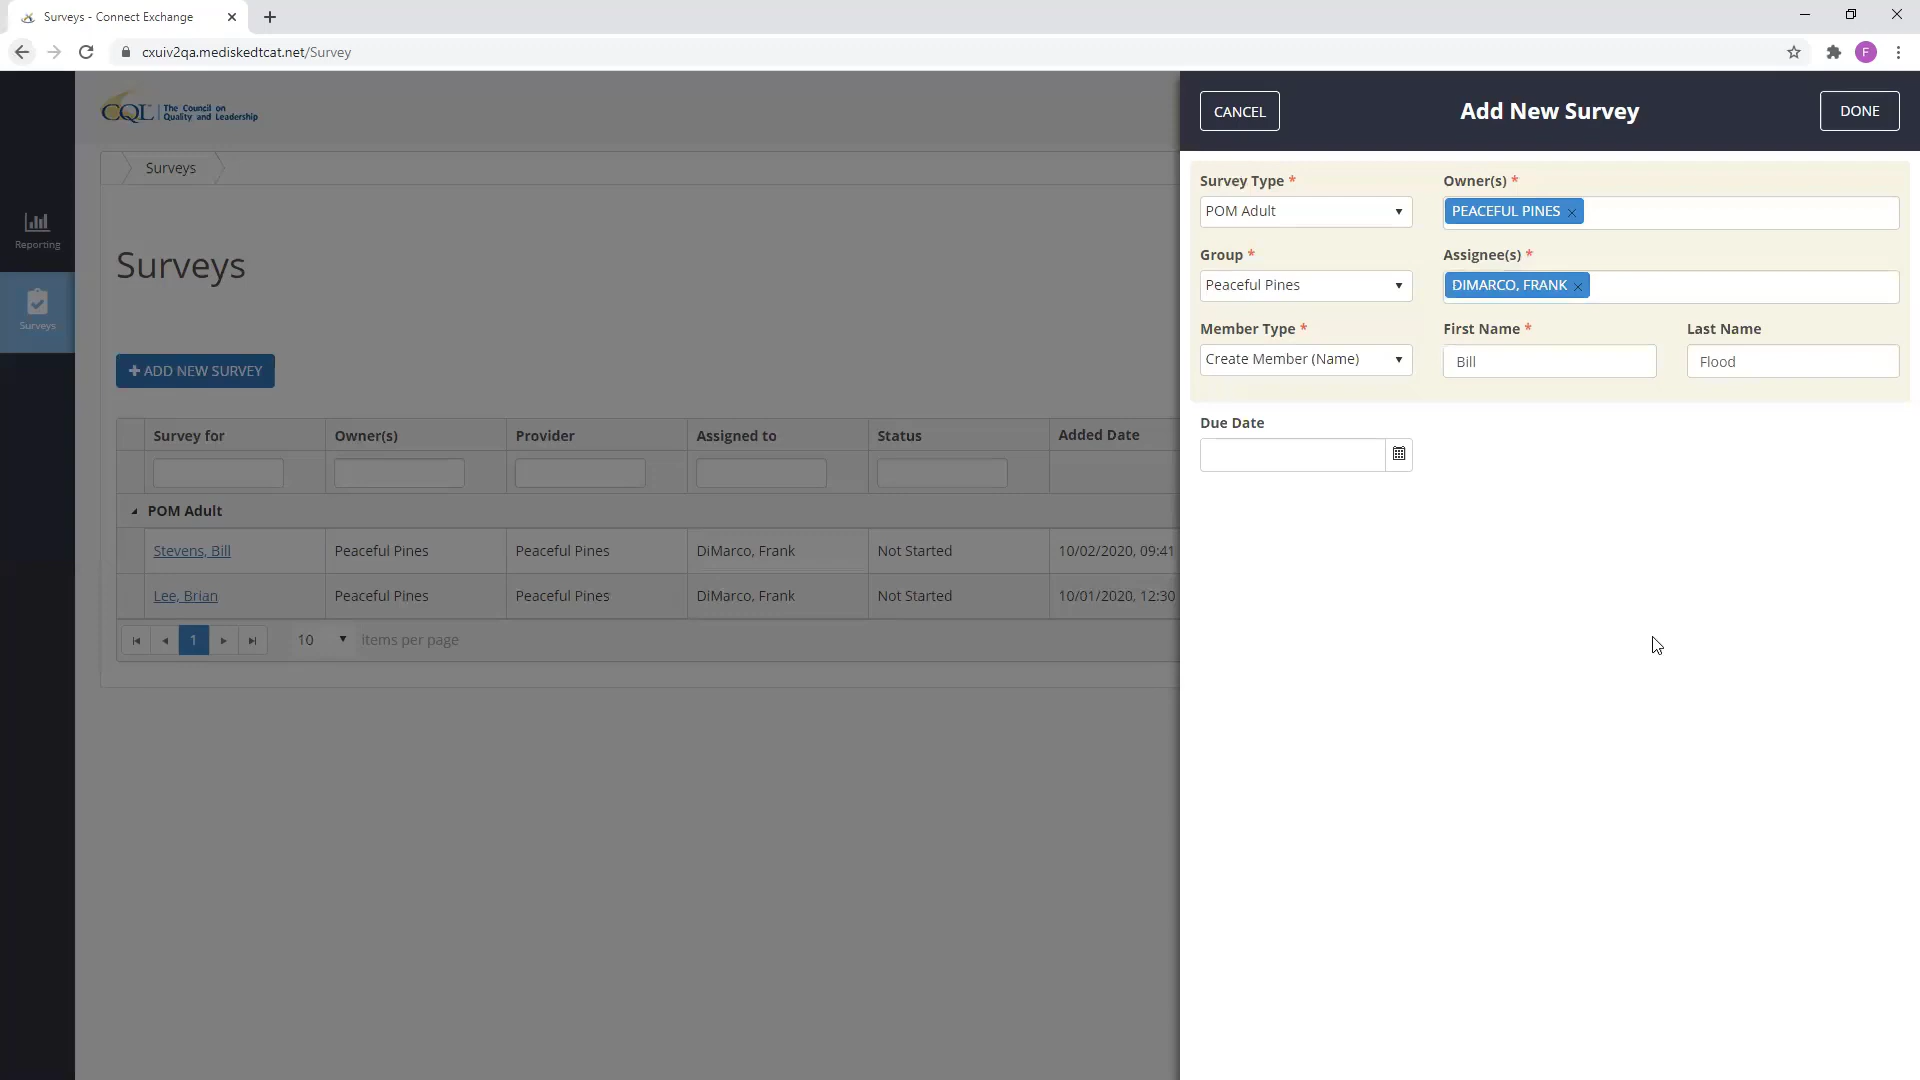 Surveys - Connect Exchange
cxuiv2qa.mediskedtcat.net/Survey
F
CQL The Council on
Quality and Leadership
Surveys
Reporting
Surveys
Surveys
+ ADD NEW SURVEY
Survey for Owner(s) Provider Assigned to Status Added Date
POM Adult
Stevens, Bill Peaceful Pines Peaceful Pines DiMarco, Frank Not Started 10/02/2020, 09:41
Lee, Brian Peaceful Pines Peaceful Pines DiMarco, Frank Not Started 10/01/2020, 12:30
1 10 items per page
CANCEL Add New Survey DONE
Survey Type * Owner(s) *
POM Adult PEACEFUL PINES ×
Group * Assignee(s) *
Peaceful Pines DIMARCO, FRANK ×
Member Type * First Name * Last Name
Create Member (Name) Bill Flood
Due Date